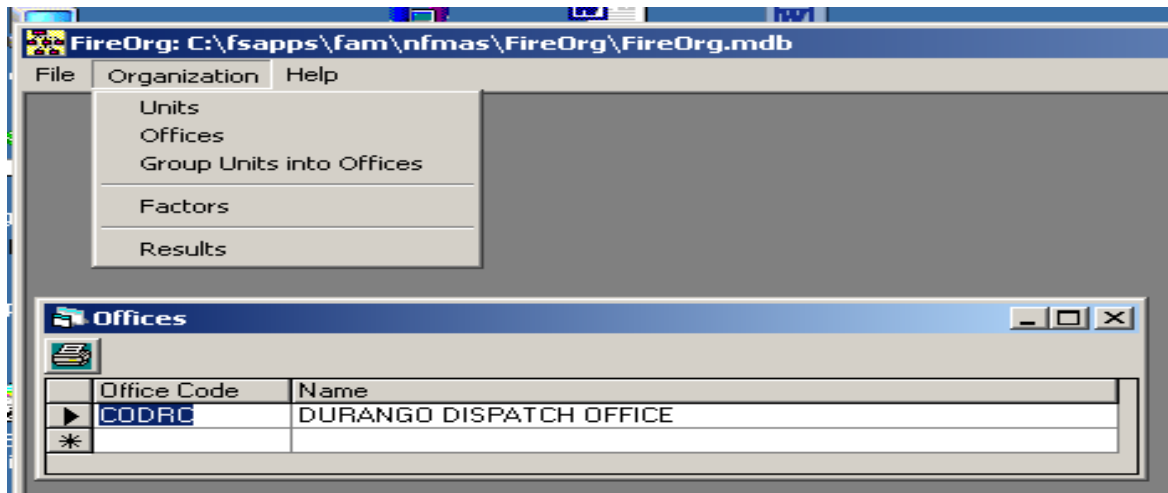 FireOrg: C:\fsapps\fam\nfmas\FireOrg\FireOrg.mdb
File Organization Help
Units
Offices
Group Units into Offices
Factors
Results
Offices
Office Code Name
CODRC DURANGO DISPATCH OFFICE